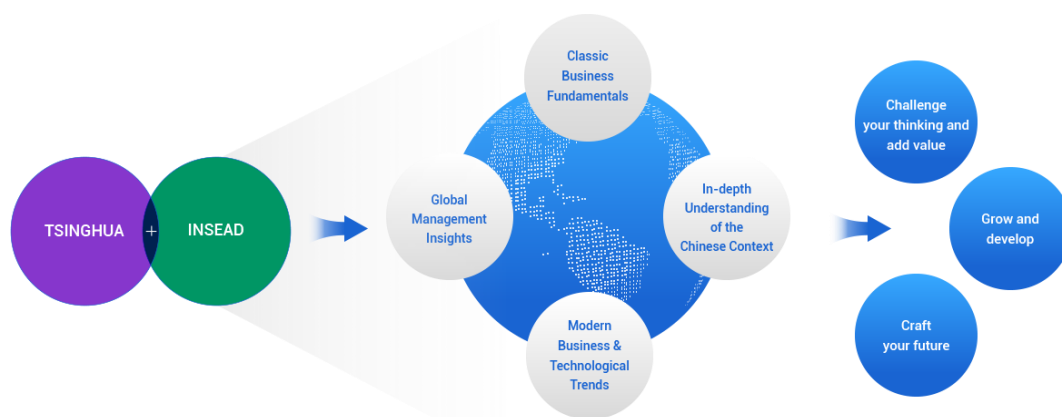 TSINGHUA + INSEAD
Classic
Business
Fundamentals
Global
Management
Insights
In-depth
Understanding
of the
Chinese Context
Modern
Business &
Technological
Trends
Challenge
your thinking and
add value
Grow and
develop
Craft
your future